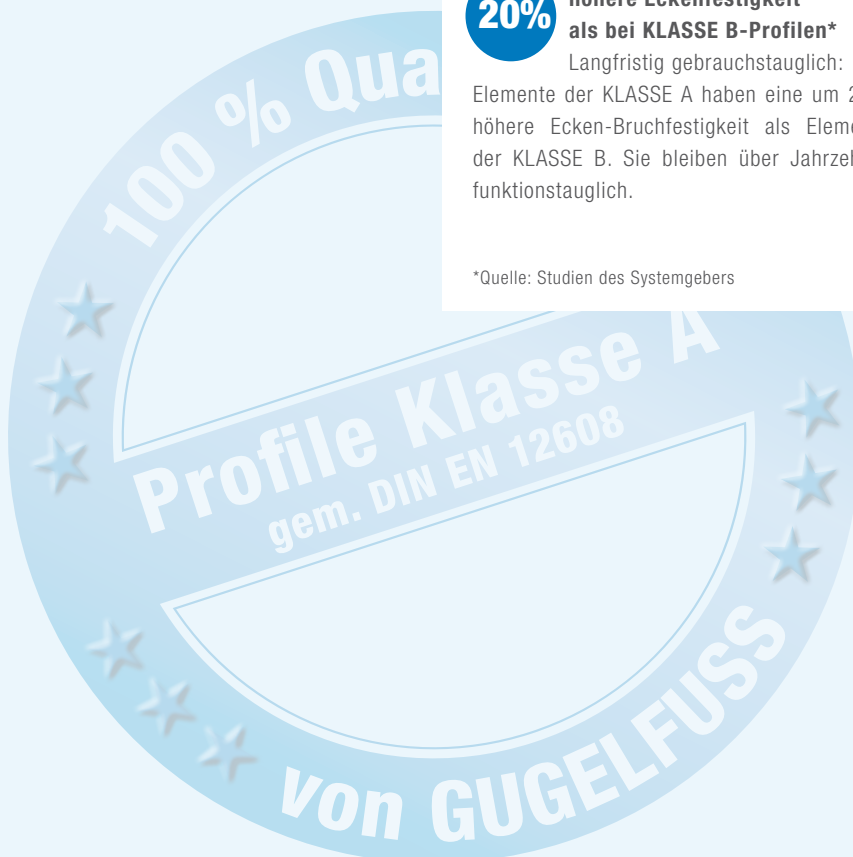 höhere Eckenfestigkeit
20%
als bei KLASSE B-Profilen*
Langfristig gebrauchstauglich:
Elemente der KLASSE A haben eine um 2
höhere Ecken-Bruchfestigkeit als Eleme
der KLASSE B. Sie bleiben über Jahrzeh
funktionstauglich.
*Quelle: Studien des Systemgebers
100 % Qua
Profile Klasse A
gem. DIN EN 12608
von GUGELFUSS